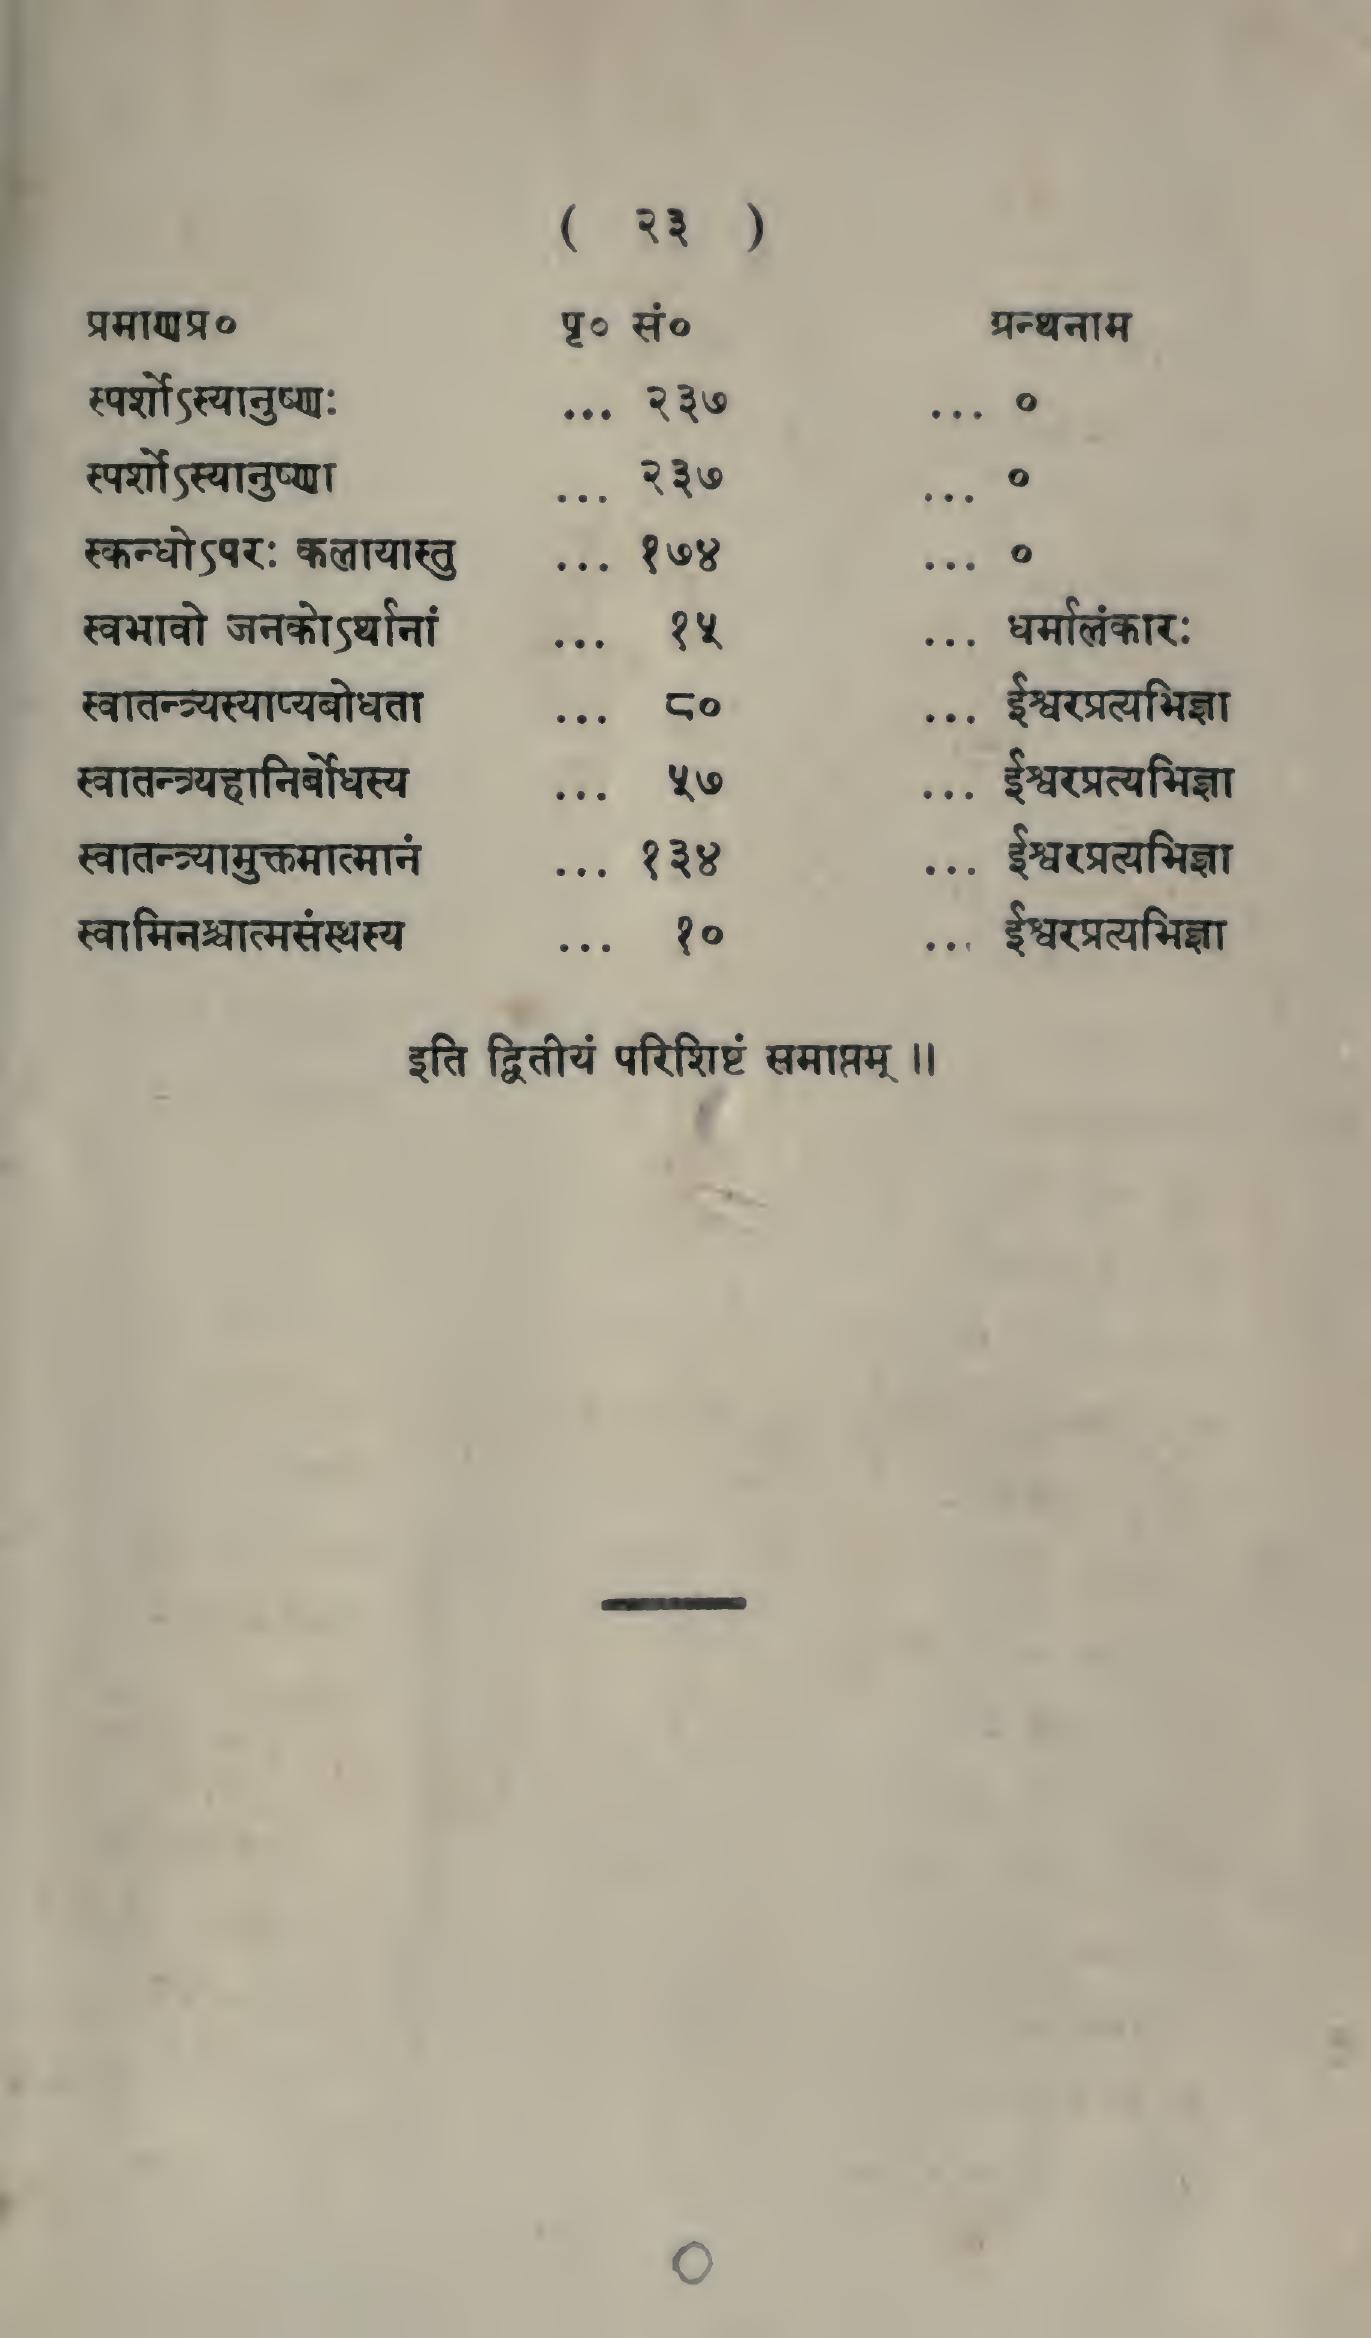 ( २३ )
प्रमाणप्र० पृ० सं० ग्रन्थनाम
स्पर्शोऽस्यानुष्णः ... २३७ ... ०
स्पर्शोऽस्यानुष्णा ... २३७ ... ०
स्कन्धोऽपरः कलायास्तु ... १७४ ... ०
स्वभावो जनकोऽर्थानां ... १५ ... धर्मालंकारः
स्वातन्त्र्यस्याप्यबोधता ... ८० ... ईश्वरप्रत्यभिज्ञा
स्वातन्त्र्यहानिर्बोधस्य ... ५७ ... ईश्वरप्रत्यभिज्ञा
स्वातन्त्र्यामुक्तमात्मानं ... १३४ ... ईश्वरप्रत्यभिज्ञा
स्वामिनश्चात्मसंस्थस्य ... १० ... ईश्वरप्रत्यभिज्ञा
इति द्वितीयं परिशिष्टं समाप्तम् ॥